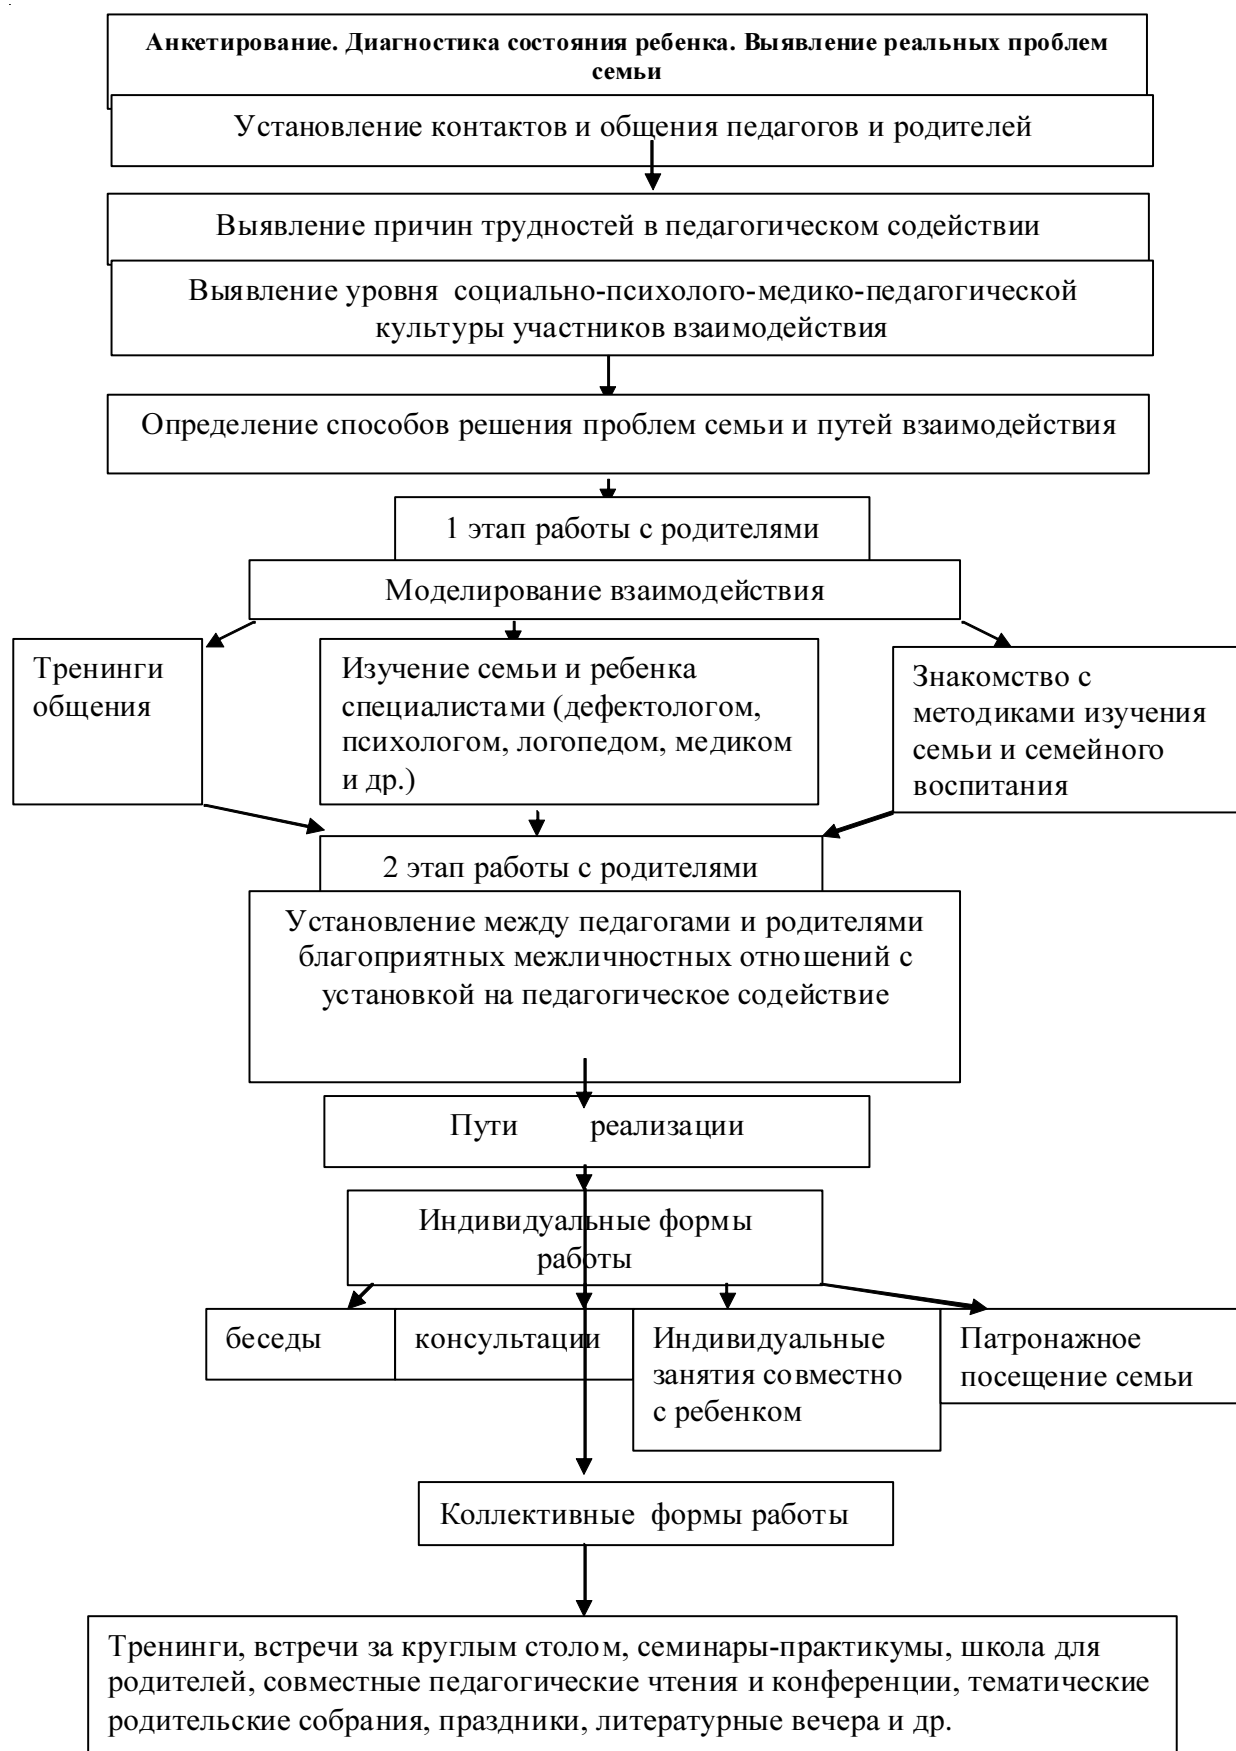 Анкетирование. Диагностика состояния ребенка. Выявление реальных проблем
семьи
Установление контактов и общения педагогов и родителей
Выявление причин трудностей в педагогическом содействии
Выявление уровня социально-психолого-медико-педагогической
культуры участников взаимодействия
Определение способов решения проблем семьи и путей взаимодействия
1 этап работы с родителями
Моделирование взаимодействия
Тренинги
общения
Изучение семьи и ребенка
специалистами (дефектологом,
психологом, логопедом, медиком
и др.)
Знакомство с
методиками изучения
семьи и семейного
воспитания
2 этап работы с родителями
Установление между педагогами и родителями
благоприятных межличностных отношений с
установкой на педагогическое содействие
Пути реализации
Индивидуальные формы
работы
беседы
консультации
Индивидуальные
занятия совместно
с ребенком
Патронажное
посещение семьи
Коллективные формы работы
Тренинги, встречи за круглым столом, семинары-практикумы, школа для
родителей, совместные педагогические чтения и конференции, тематические
родительские собрания, праздники, литературные вечера и др.